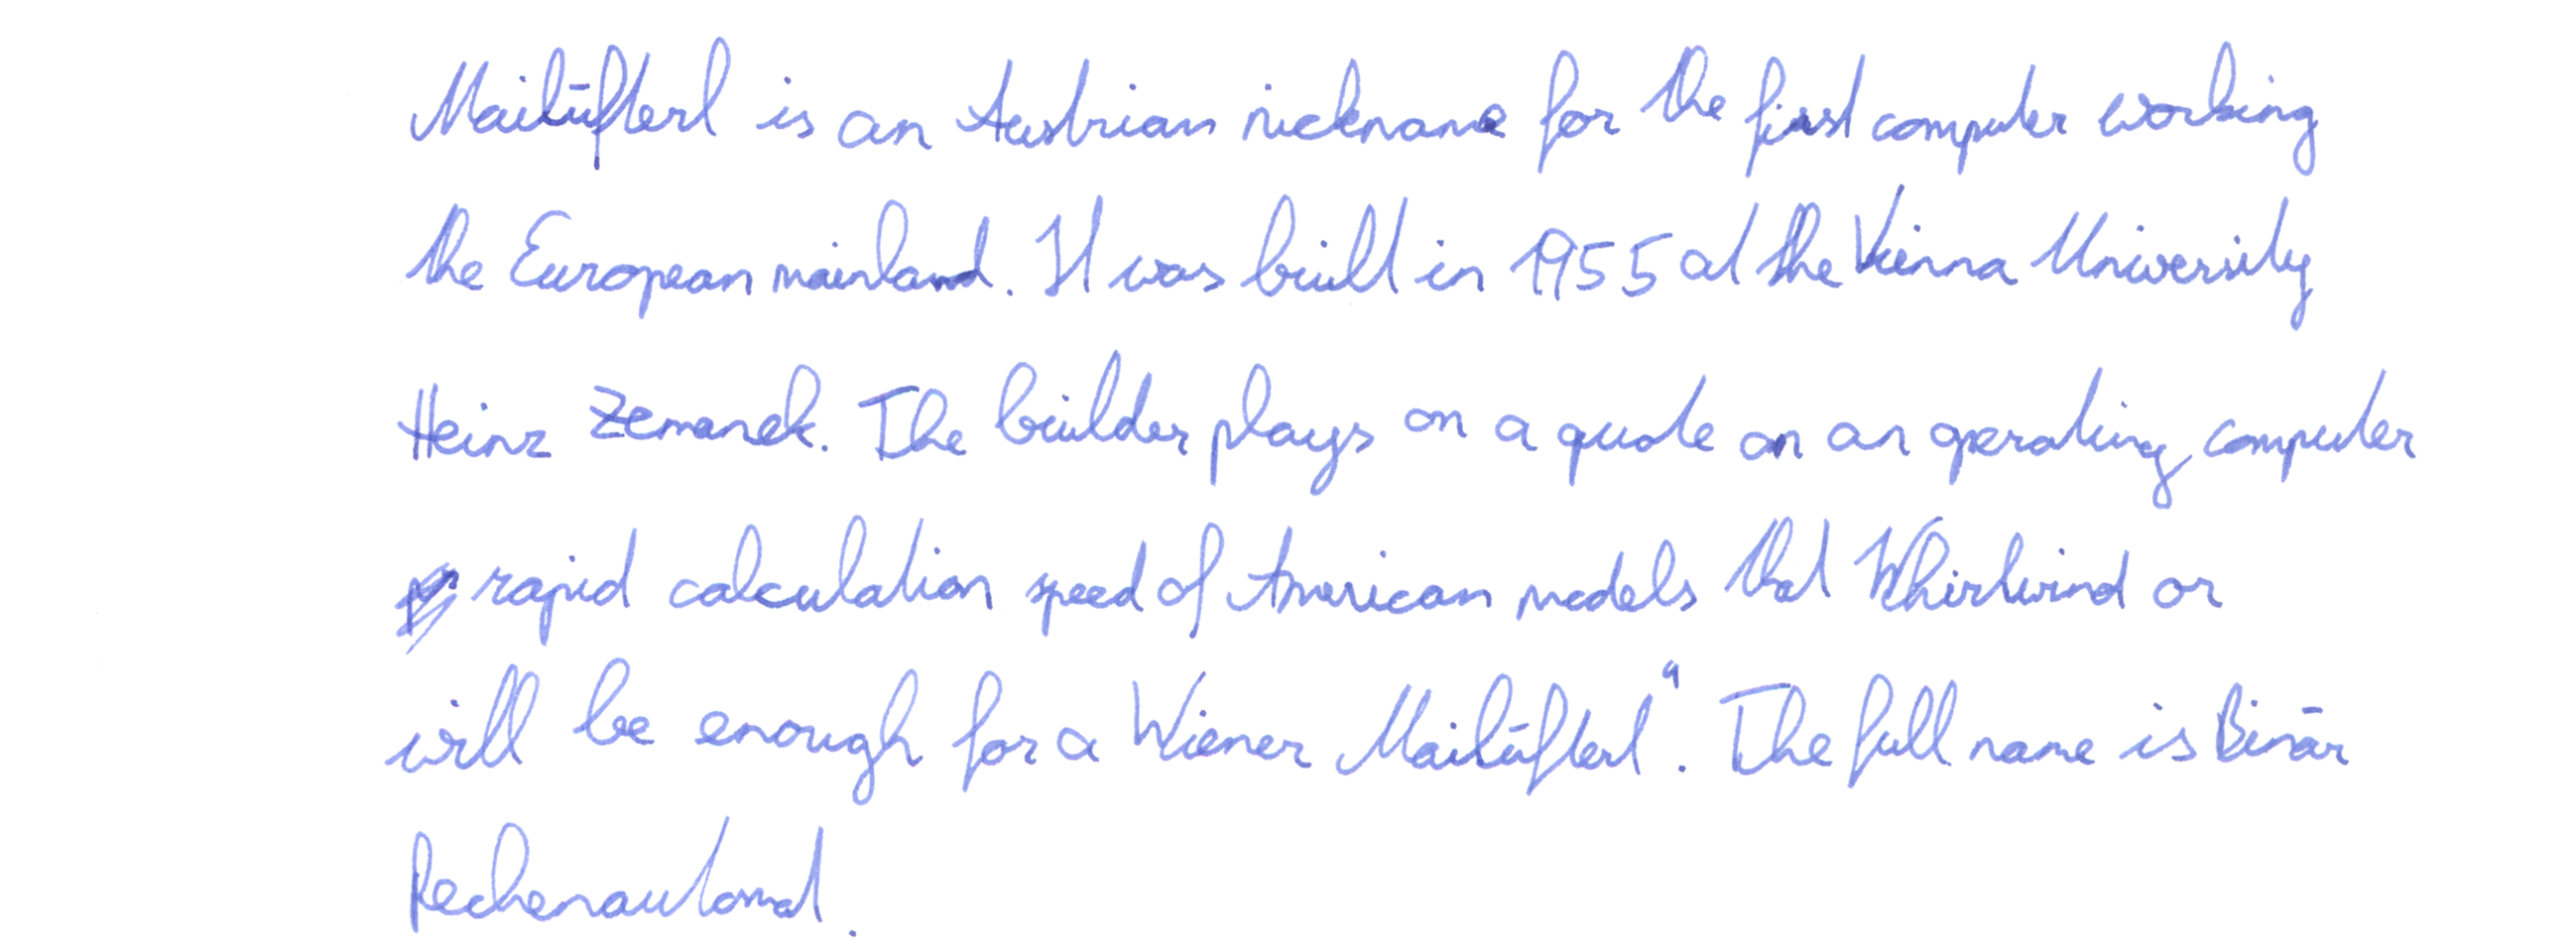 Mailüfterl is an Austrian nickname for the first computer working
the European mainland. It was built in 1955 at the Vienna University
Heinz Zemanek. The builder plays on a quote on an operating computer
rapid calculation speed of American models that Whirlwind or
will be enough for a Wiener Mailüfterl". The full name is Binär
Rechenautomat.